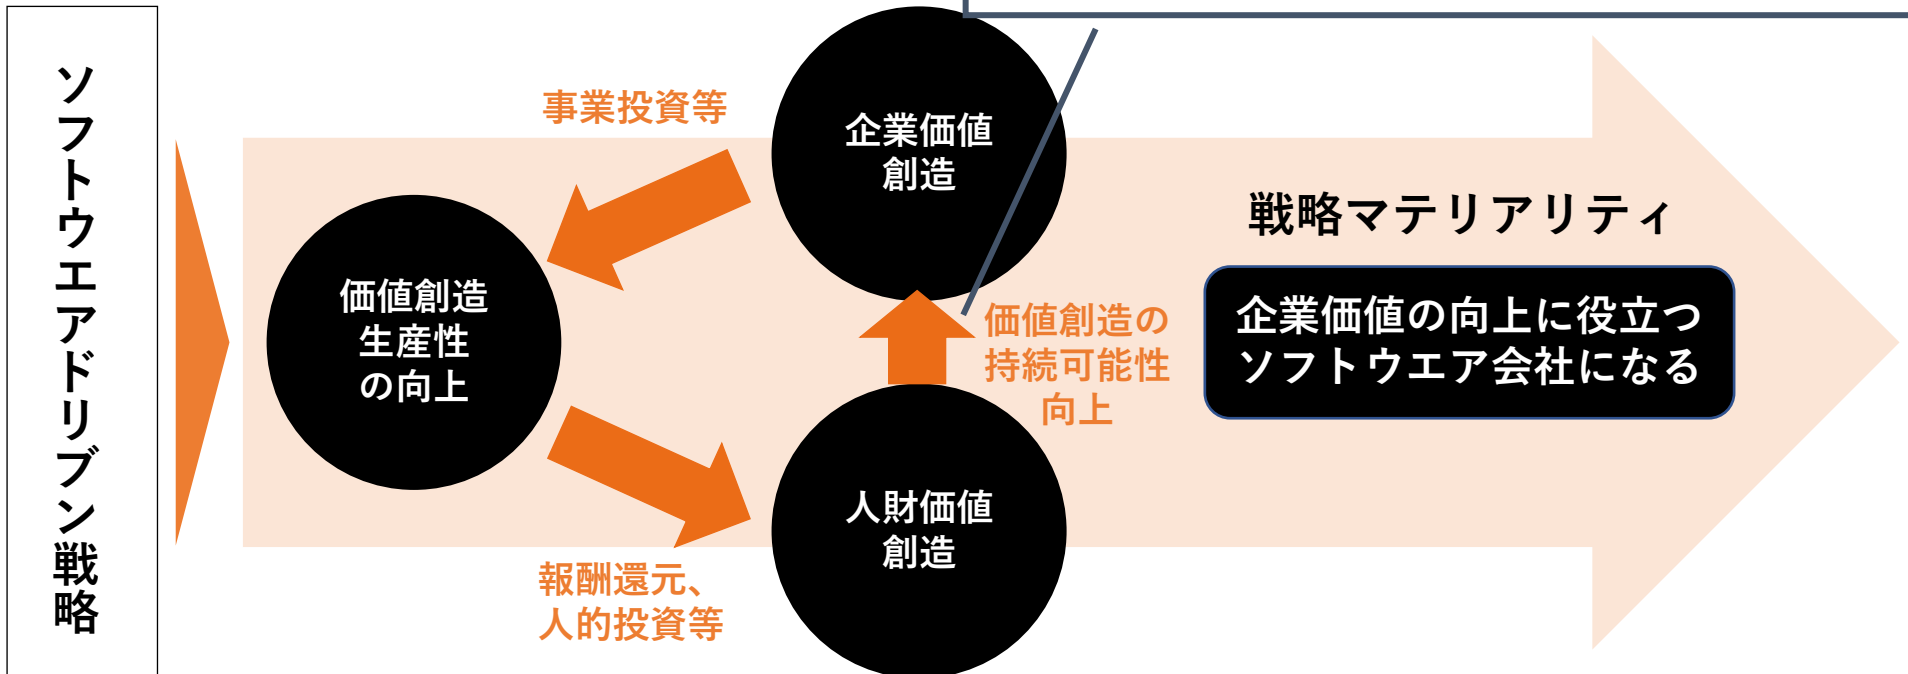 ソフトウエアドリブン戦略
事業投資等
企業価値
創造
価値創造
生産性
の向上
価値創造の
持続可能性
向上
人財価値
創造
報酬還元、
人的投資等
戦略マテリアリティ
企業価値の向上に役立つ
ソフトウエア会社になる